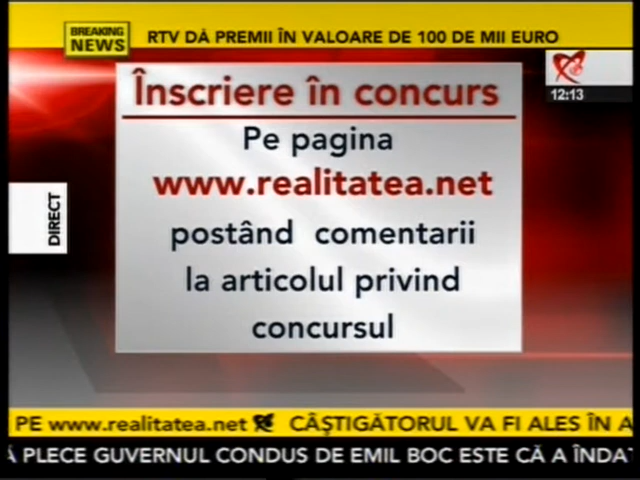 BREAKING
NEWS
RTV DĂ PREMII ÎN VALOARE DE 100 DE MII EURO
12:13
Înscriere în concurs
Pe pagina
www.realitatea.net
postând comentarii
la articolul privind
concursul
DIRECT
PE www.realitatea.net CÂȘTIGĂTORUL VA FI ALES ÎN A
Ă PLECE GUVERNUL CONDUS DE EMIL BOC ESTE CĂ A ÎNDAT